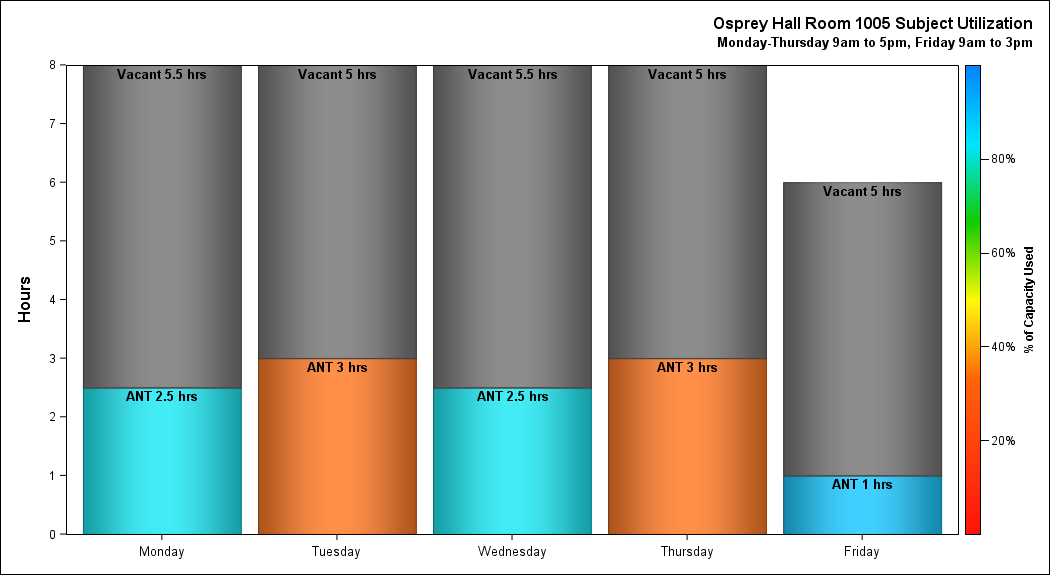 Osprey Hall Room 1005 Subject Utilization
Monday-Thursday 9am to 5pm, Friday 9am to 3pm
Hours
8
7
6
5
4
3
2
1
0
Vacant 5.5 hrs
ANT 2.5 hrs
Vacant 5 hrs
ANT 3 hrs
Vacant 5.5 hrs
ANT 2.5 hrs
Vacant 5 hrs
ANT 3 hrs
Vacant 5 hrs
ANT 1 hrs
Monday
Tuesday
Wednesday
Thursday
Friday
80%
60%
40%
20%
% of Capacity Used